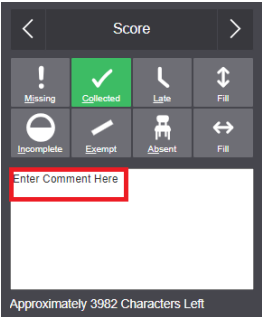 Score
Missing Collected Late Fill
Incomplete Exempt Absent Fill
Enter Comment Here
Approximately 3982 Characters Left